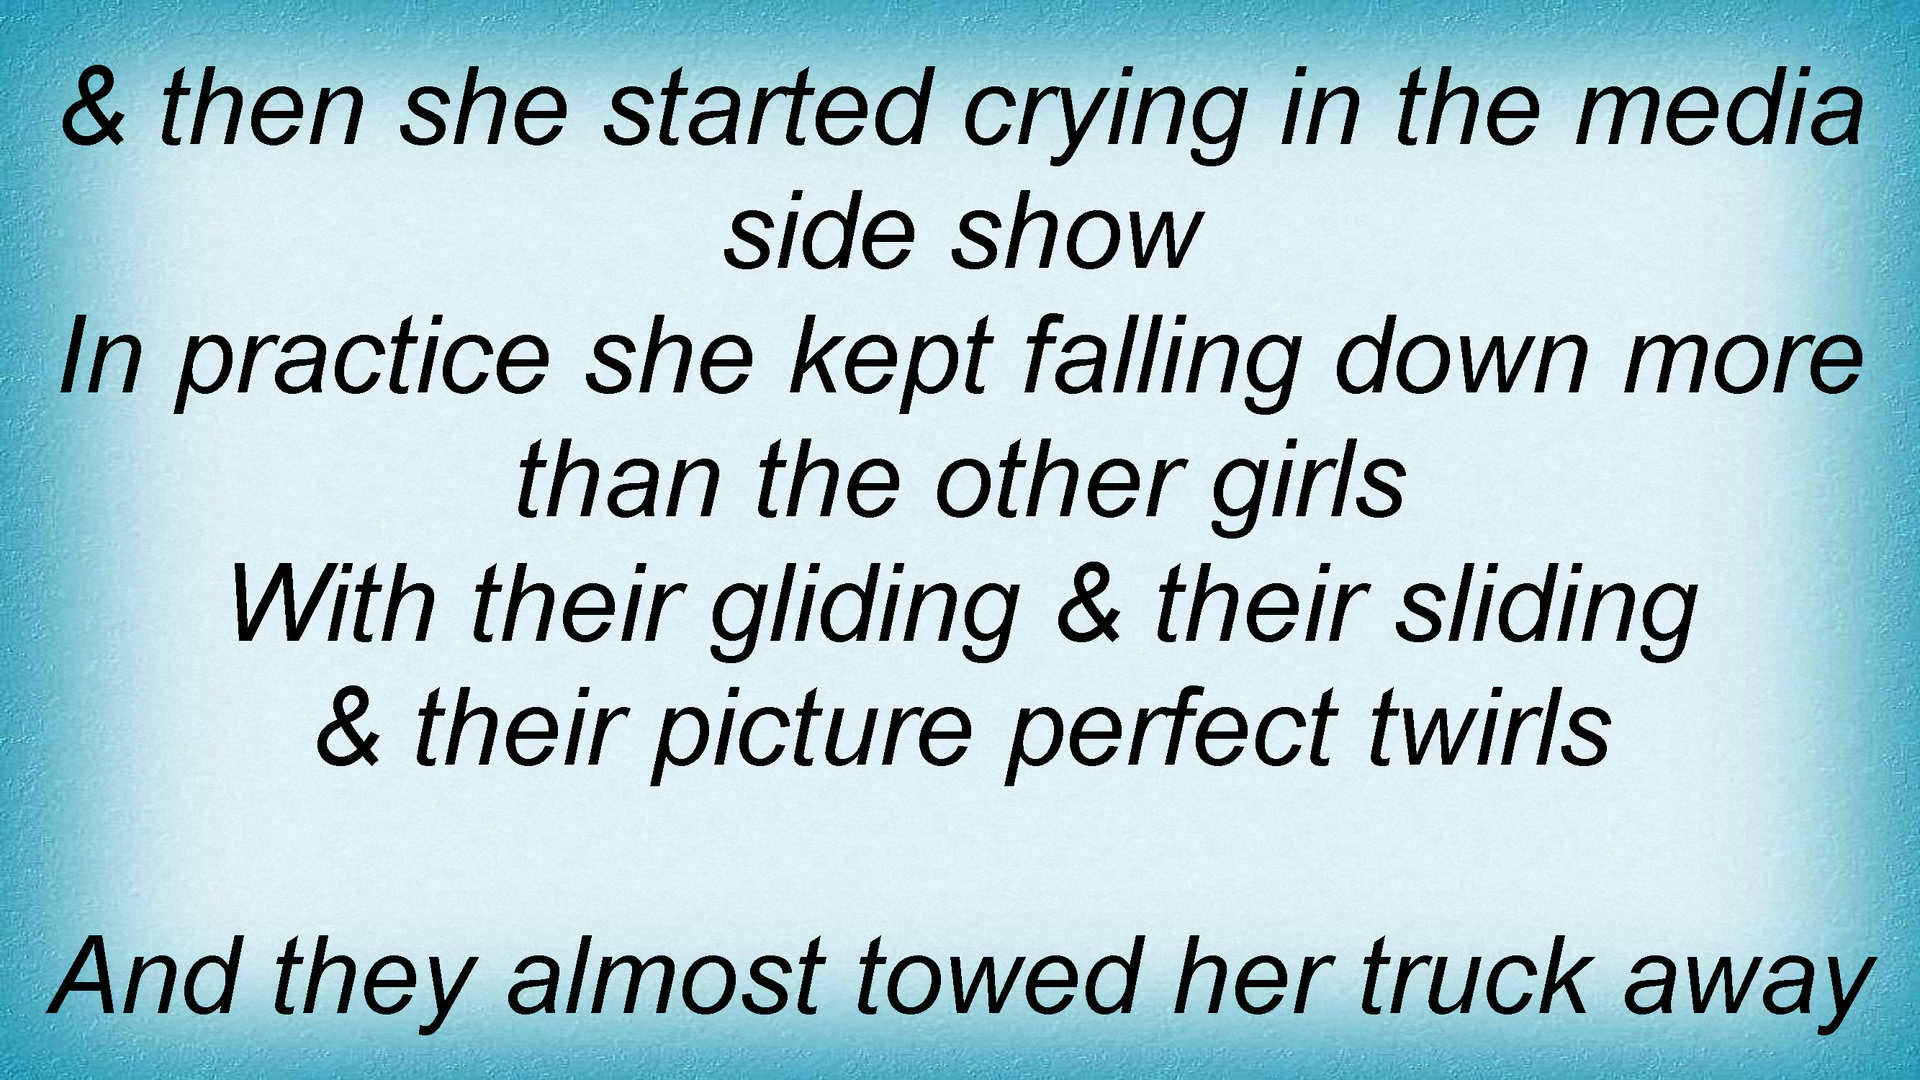 & then she started crying in the media
side show
In practice she kept falling down more
than the other girls
With their gliding & their sliding
& their picture perfect twirls
And they almost towed her truck away